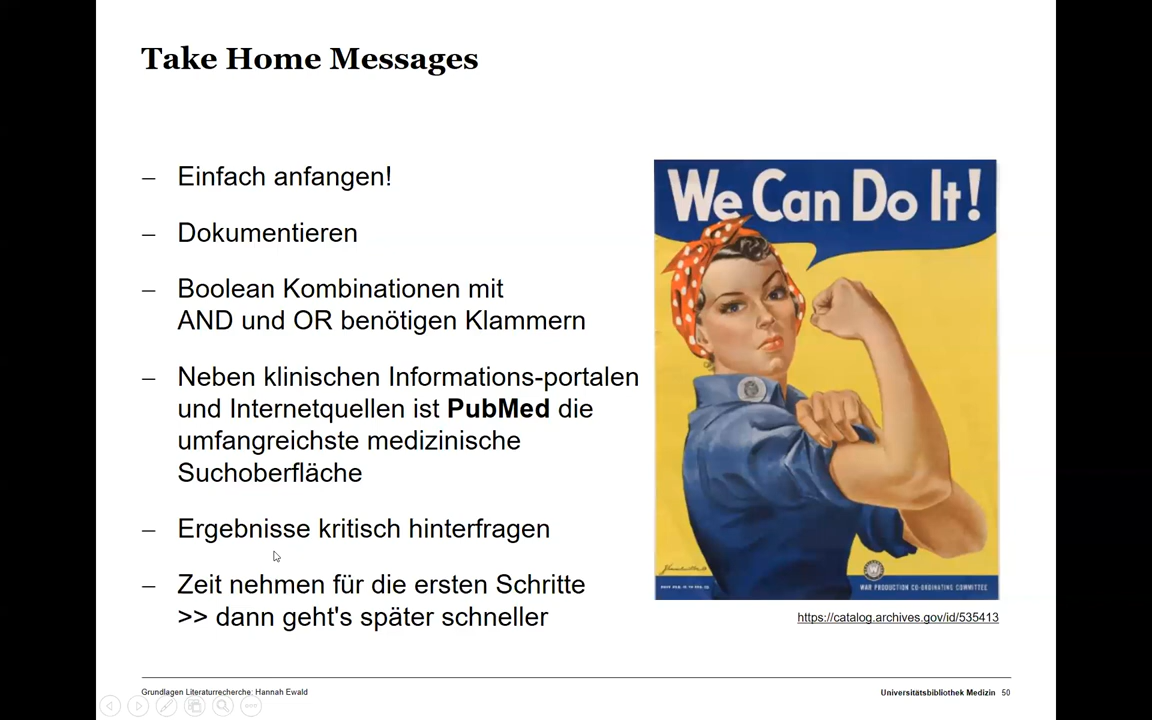 Take Home Messages
– Einfach anfangen!
– Dokumentieren
– Boolean Kombinationen mit
AND und OR benötigen Klammern
– Neben klinischen Informations-portalen
und Internetquellen ist PubMed die
umfangreichste medizinische
Suchoberfläche
– Ergebnisse kritisch hinterfragen
– Zeit nehmen für die ersten Schritte
>> dann geht's später schneller
We Can Do It!
WAR PRODUCTION CO-ORDINATING COMMITTEE
https://catalog.archives.gov/id/535413
Grundlagen Literaturrecherche: Hannah Ewald
Universitätsbibliothek Medizin 50